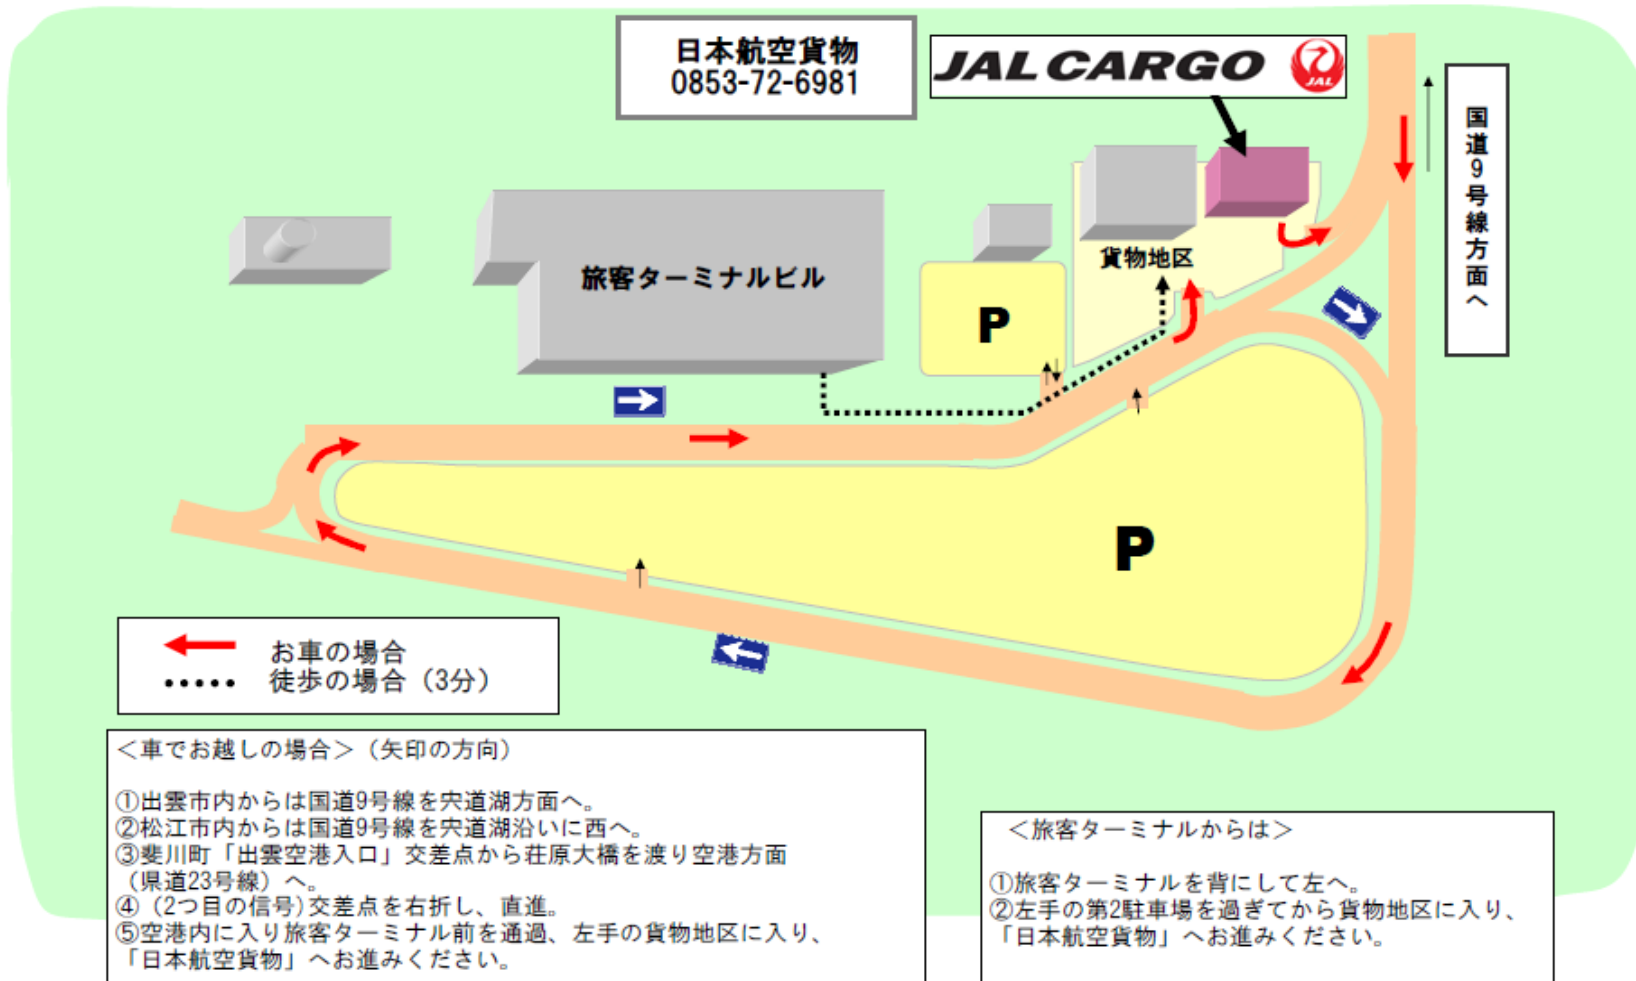 日本航空貨物
0853-72-6981
JAL CARGO
JAL
国道9号線方面へ
貨物地区
旅客ターミナルビル
P
P
お車の場合
徒歩の場合（3分）
＜車でお越しの場合＞（矢印の方向）
①出雲市内からは国道9号線を宍道湖方面へ。
②松江市内からは国道9号線を宍道湖沿いに西へ。
③斐川町「出雲空港入口」交差点から荘原大橋を渡り空港方面
（県道23号線）へ。
④（2つ目の信号）交差点を右折し、直進。
⑤空港内に入り旅客ターミナル前を通過、左手の貨物地区に入り、
「日本航空貨物」へお進みください。
＜旅客ターミナルからは＞
①旅客ターミナルを背にして左へ。
②左手の第2駐車場を過ぎてから貨物地区に入り、
「日本航空貨物」へお進みください。